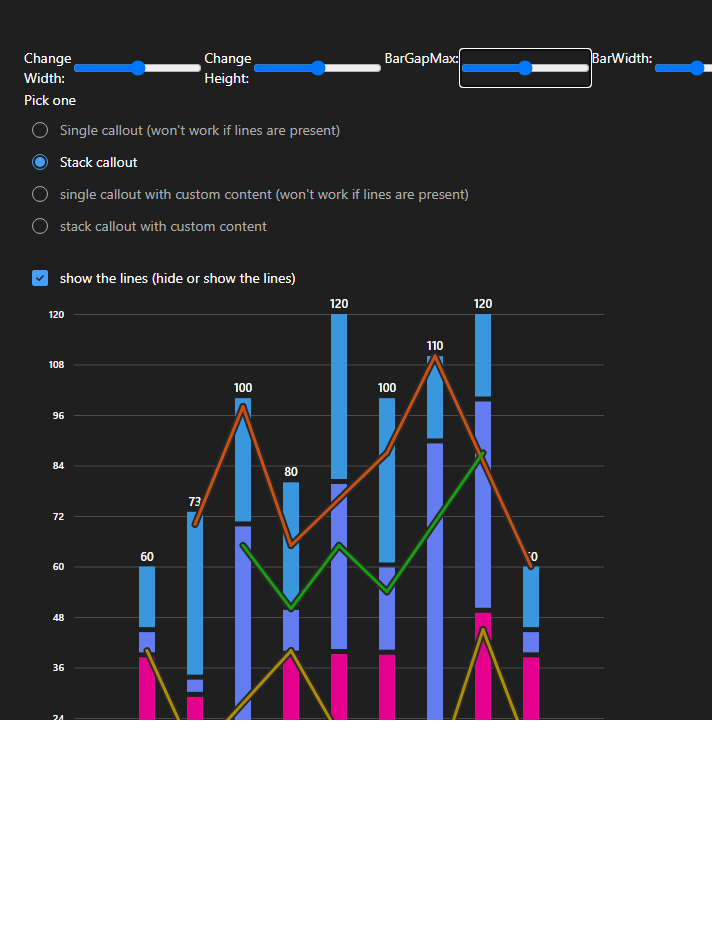 Change Width:
Change Height:
BarGapMax:
BarWidth:
Pick one
Single callout (won't work if lines are present)
Stack callout
single callout with custom content (won't work if lines are present)
stack callout with custom content
show the lines (hide or show the lines)
120
120
120
110
108
100
100
96
84
80
73
72
60
60
48
36
24